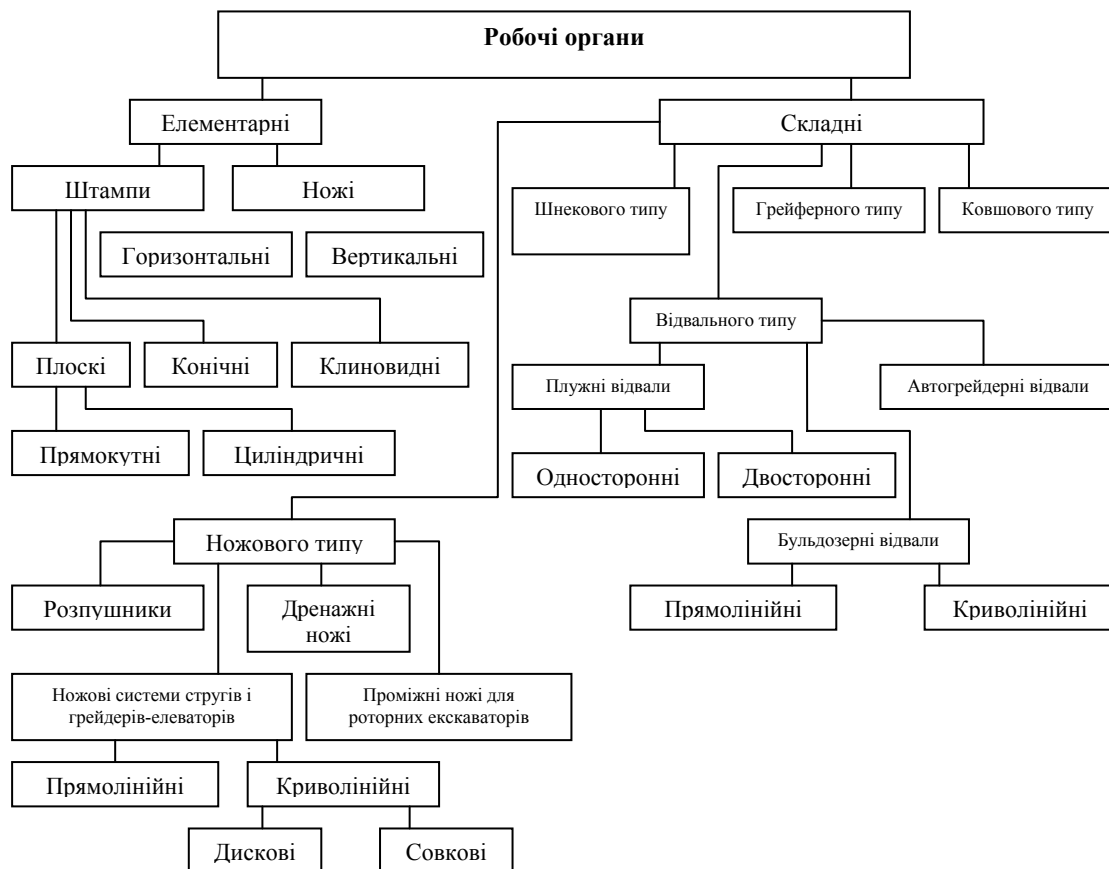 Робочі органи
Елементарні
Складні
Штампи
Ножі
Шнекового типу
Грейферного типу
Ковшового типу
Горизонтальні
Вертикальні
Відвального типу
Плоскі
Конічні
Клиновидні
Плужні відвали
Автогрейдерні відвали
Прямокутні
Циліндричні
Односторонні
Двосторонні
Ножового типу
Бульдозерні відвали
Розпушники
Дренажні
ножі
Прямолінійні
Криволінійні
Ножові системи стругів і
грейдерів-елеваторів
Проміжні ножі для
роторних екскаваторів
Прямолінійні
Криволінійні
Дискові
Совкові